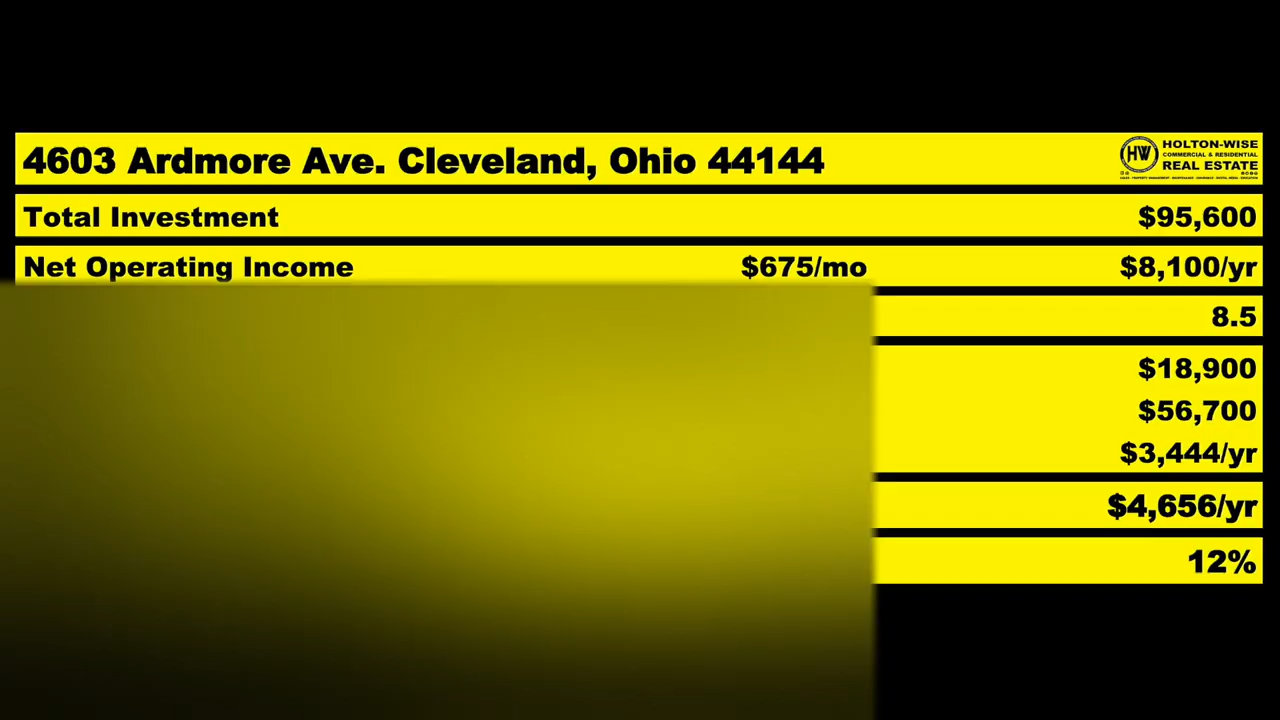 4603 Ardmore Ave. Cleveland, Ohio 44144
HW
HOLTON-WISE
COMMERCIAL & RESIDENTIAL
REAL ESTATE
Total Investment $95,600
Net Operating Income $675/mo $8,100/yr
8.5
$18,900
$56,700
$3,444/yr
$4,656/yr
12%